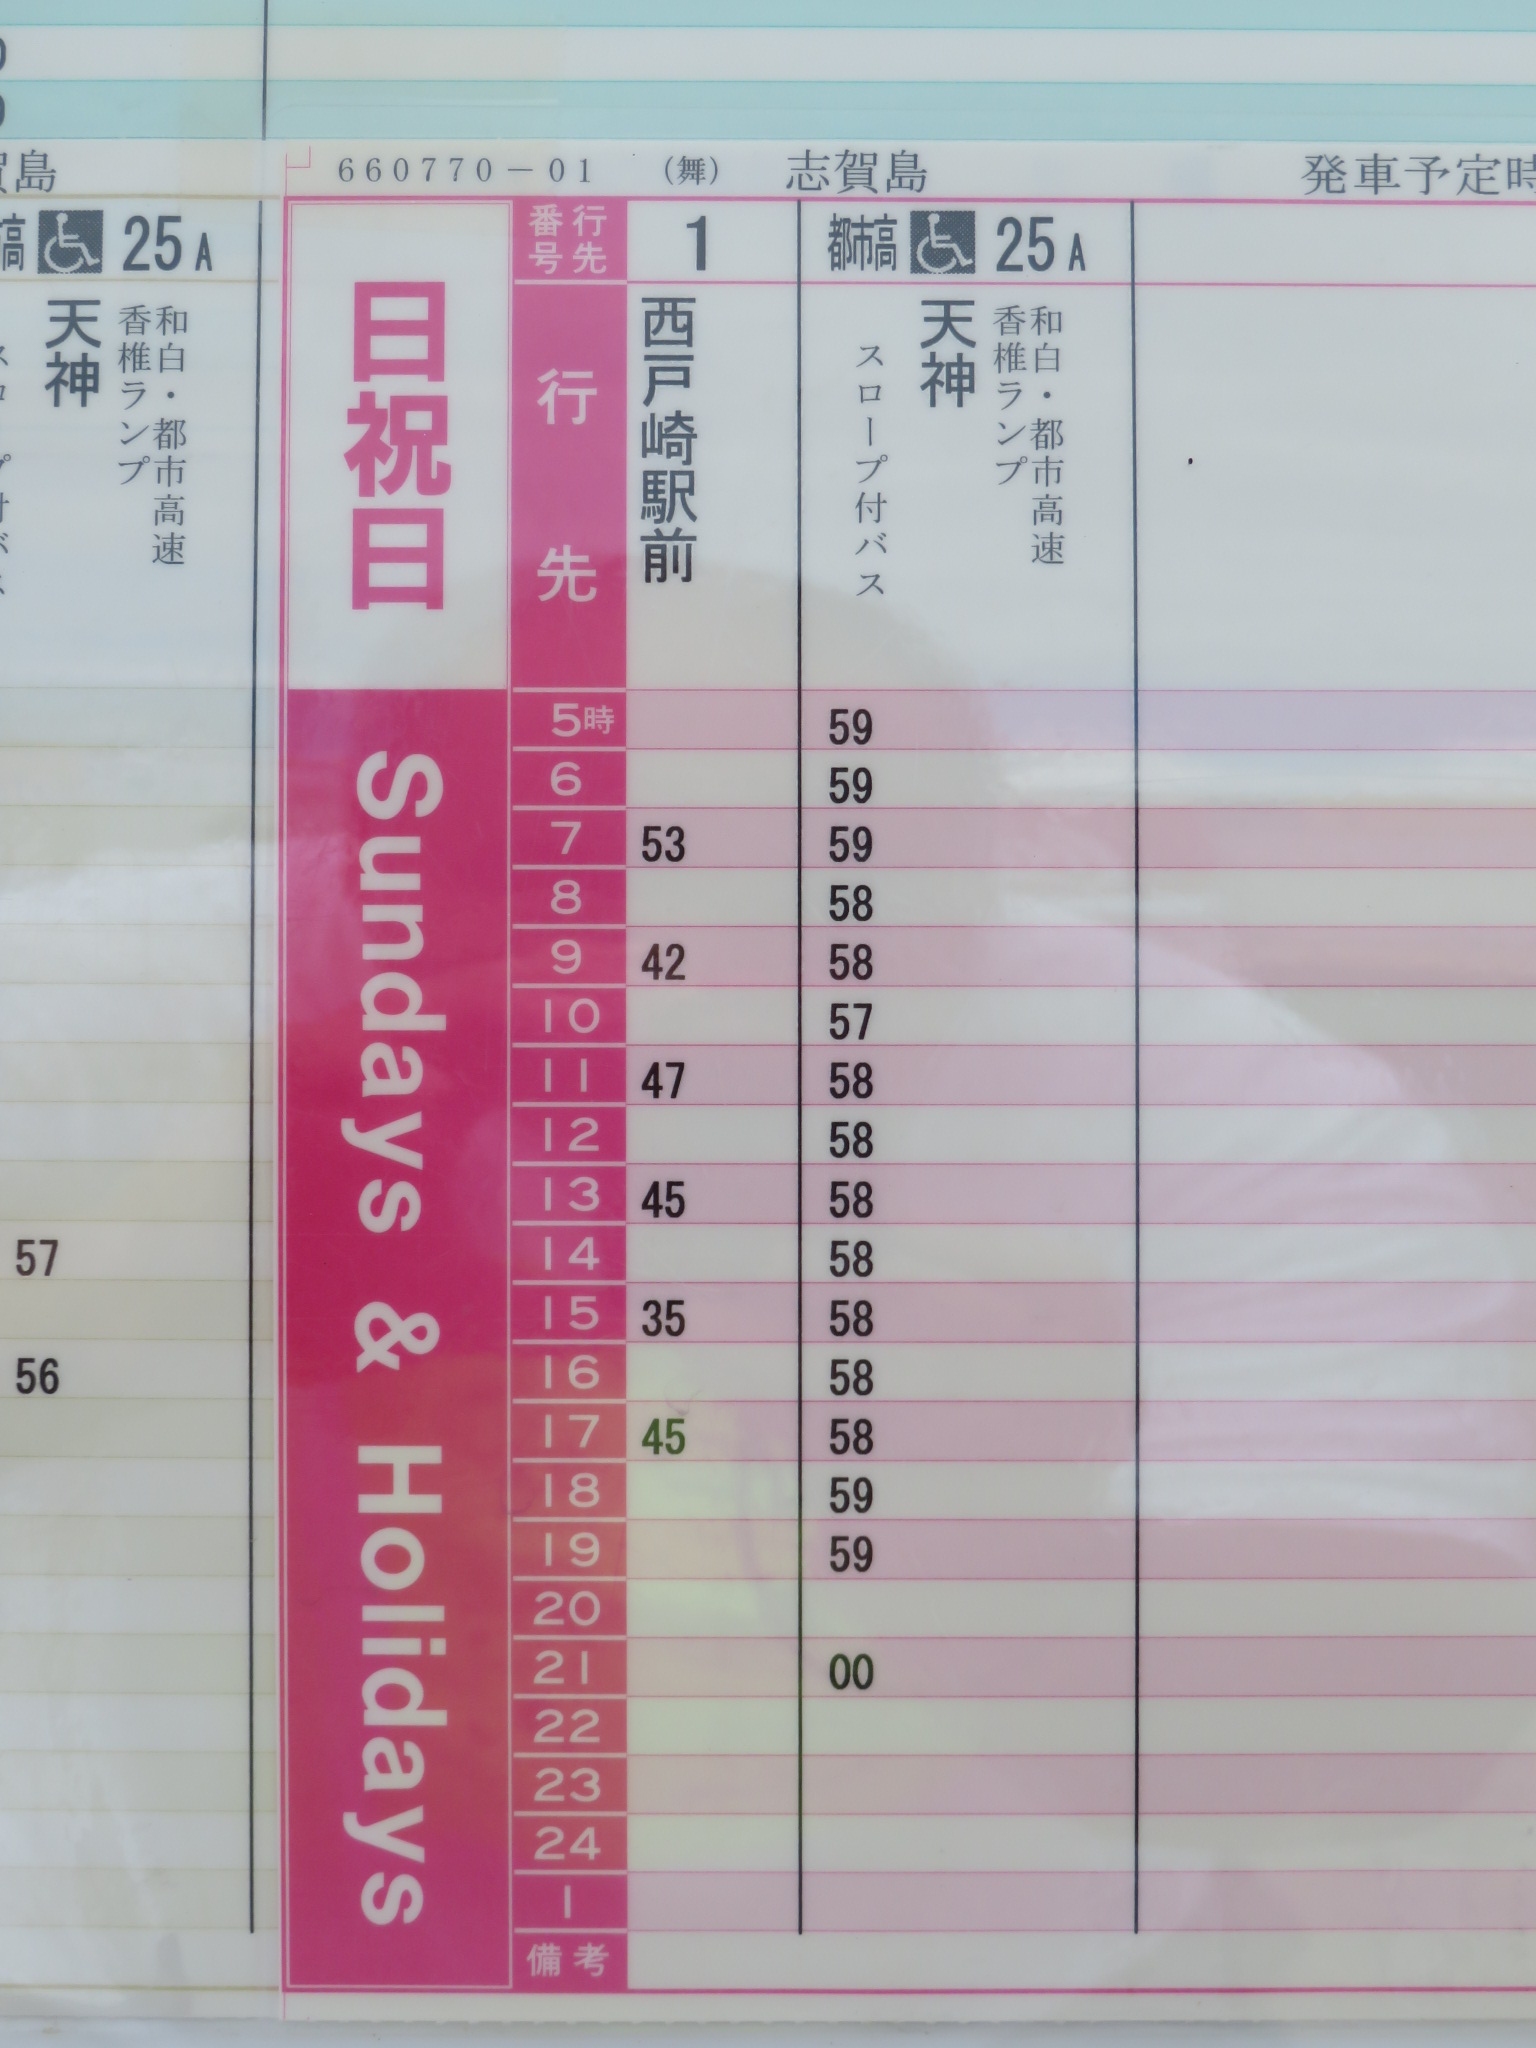 賀島
660770-01 (舞) 志賀島 発車予定時
高 25A
天神
和白・都市高速
香椎ランプ
57
56
日祝日
Sundays & Holidays
行先番号 1 都市高 25A
行先
西戸崎駅前
和白・都市高速
香椎ランプ
天神
スロープ付バス
5時 59
6 59
7 53 59
8 58
9 42 58
10 57
11 47 58
12 58
13 45 58
14 58
15 35 58
16 58
17 45 58
18 59
19 59
20
21 00
22
23
24
1
備考